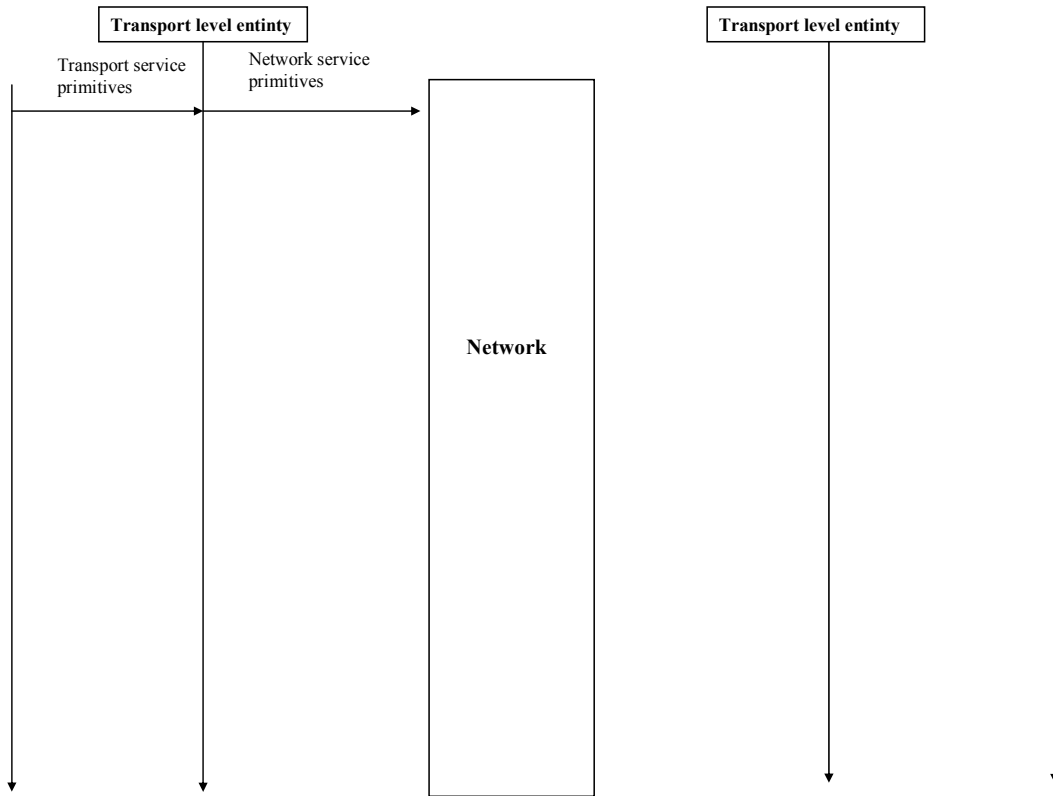 Transport level entinty
Transport level entinty
Transport service
primitives
Network service
primitives
Network